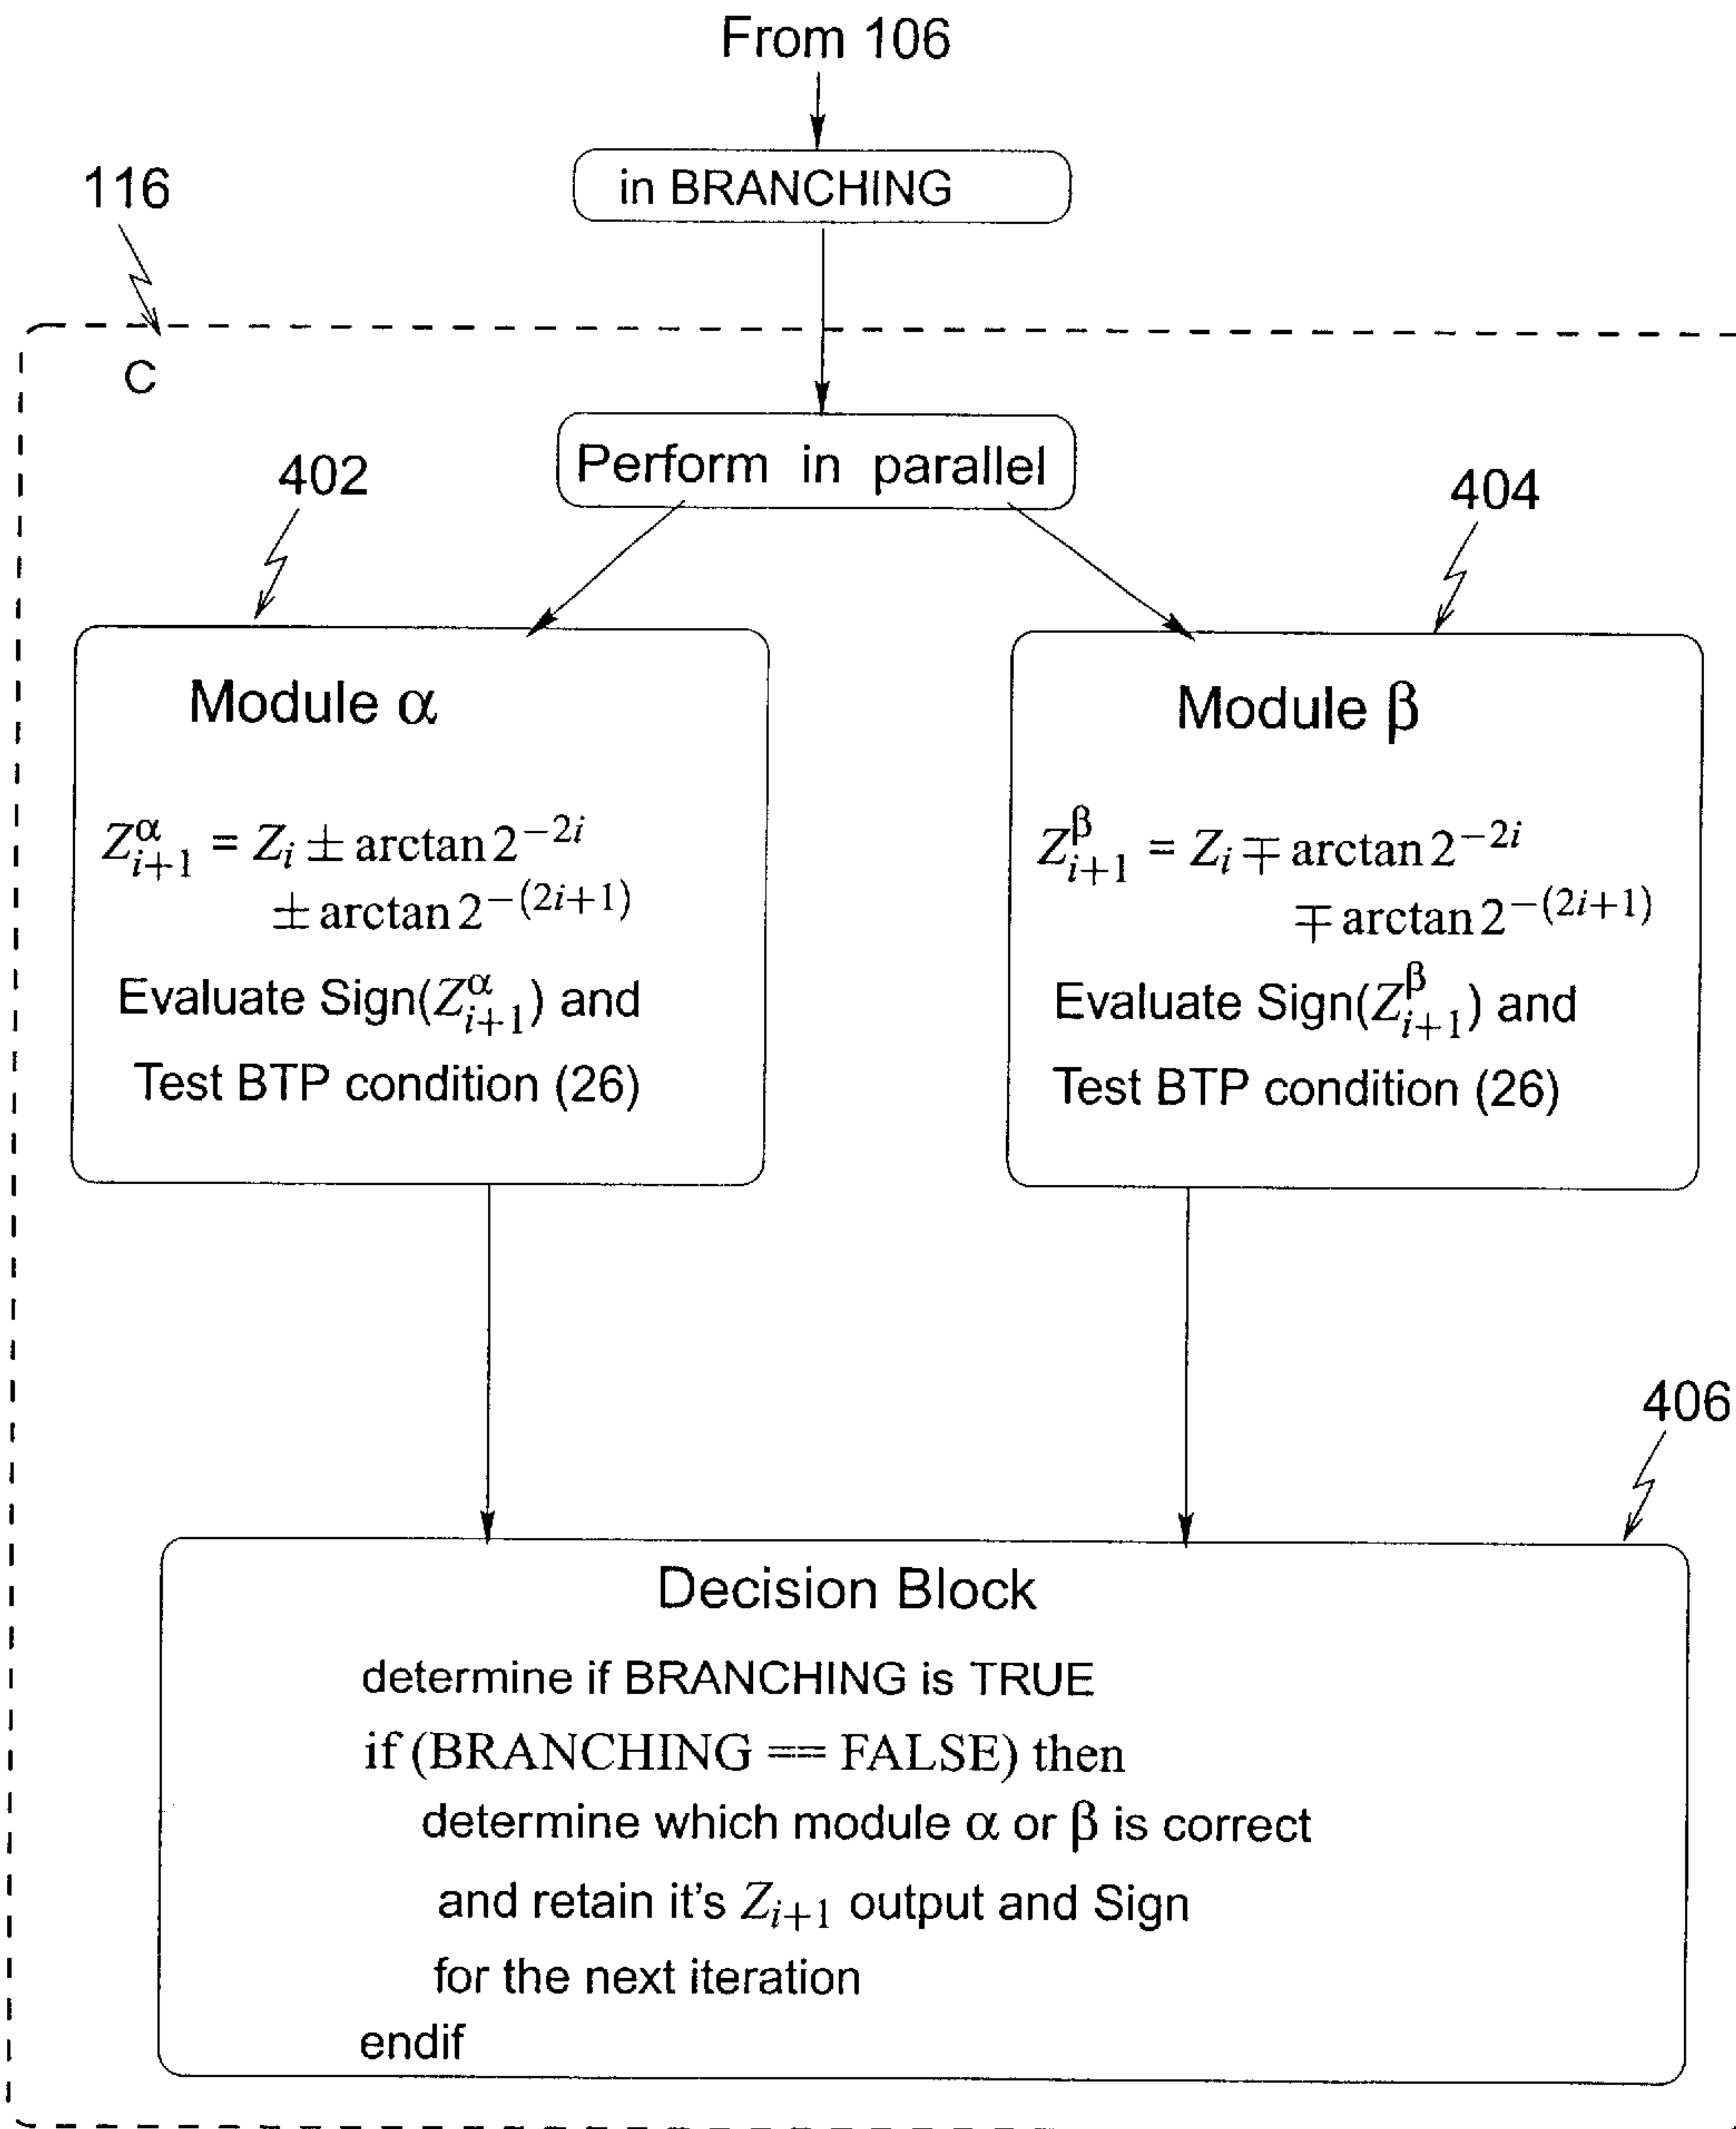 From 106
in BRANCHING
116
C
Perform in parallel
402
404
Module α
Z^α_{i+1} = Z_i ± arctan 2^{−2i}
± arctan 2^{−(2i+1)}
Evaluate Sign(Z^α_{i+1}) and
Test BTP condition (26)
Module β
Z^β_{i+1} = Z_i ∓ arctan 2^{−2i}
∓ arctan 2^{−(2i+1)}
Evaluate Sign(Z^β_{i+1}) and
Test BTP condition (26)
406
Decision Block
determine if BRANCHING is TRUE
if (BRANCHING == FALSE) then
determine which module α or β is correct
and retain it's Z_{i+1} output and Sign
for the next iteration
endif